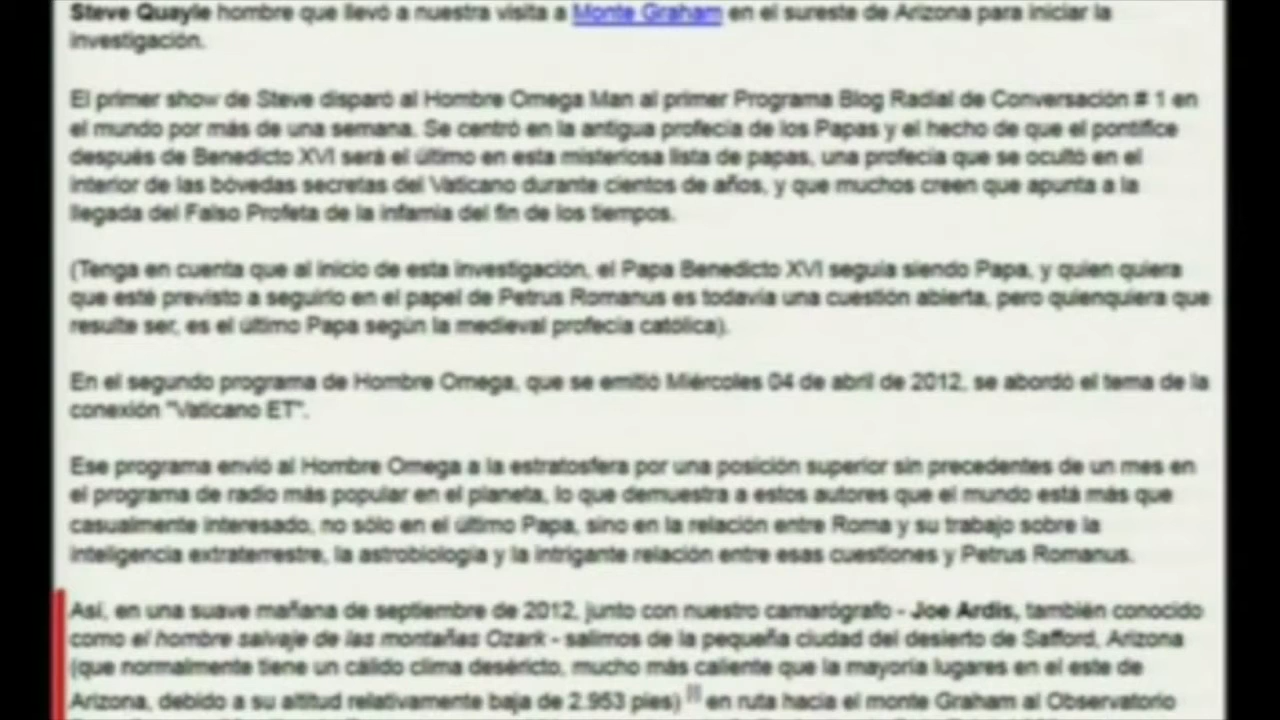 Steve Quayle hombre que llevó a nuestra visita a Monte Graham en el sureste de Arizona para iniciar la
investigación.
El primer show de Steve disparó al Hombre Omega Man al primer Programa Blog Radial de Conversación # 1 en
el mundo por más de una semana. Se centró en la antigua profecía de los Papas y el hecho de que el pontífice
después de Benedicto XVI será el último en esta misteriosa lista de papas, una profecía que se ocultó en el
interior de las bóvedas secretas del Vaticano durante cientos de años, y que muchos creen que apunta a la
llegada del Falso Profeta de la infamia del fin de los tiempos.
(Tenga en cuenta que al inicio de esta investigación, el Papa Benedicto XVI seguía siendo Papa, y quien quiera
que esté previsto a seguirlo en el papel de Petrus Romanus es todavía una cuestión abierta, pero quienquiera que
resulte ser, es el último Papa según la medieval profecía católica).
En el segundo programa de Hombre Omega, que se emitió Miércoles 04 de abril de 2012, se abordó el tema de la
conexión "Vaticano ET".
Ese programa envió al Hombre Omega a la estratosfera por una posición superior sin precedentes de un mes en
el programa de radio más popular en el planeta, lo que demuestra a estos autores que el mundo está más que
casualmente interesado, no sólo en el último Papa, sino en la relación entre Roma y su trabajo sobre la
inteligencia extraterrestre, la astrobiología y la intrigante relación entre esas cuestiones y Petrus Romanus.
Así, en una suave mañana de septiembre de 2012, junto con nuestro camarógrafo - Joe Ardis, también conocido
como el hombre salvaje de las montañas Ozark - salimos de la pequeña ciudad del desierto de Safford, Arizona
(que normalmente tiene un cálido clima desérticto, mucho más caliente que la mayoría lugares en el este de
Arizona, debido a su altitud relativamente baja de 2.953 pies) en ruta hacia el monte Graham al Observatorio